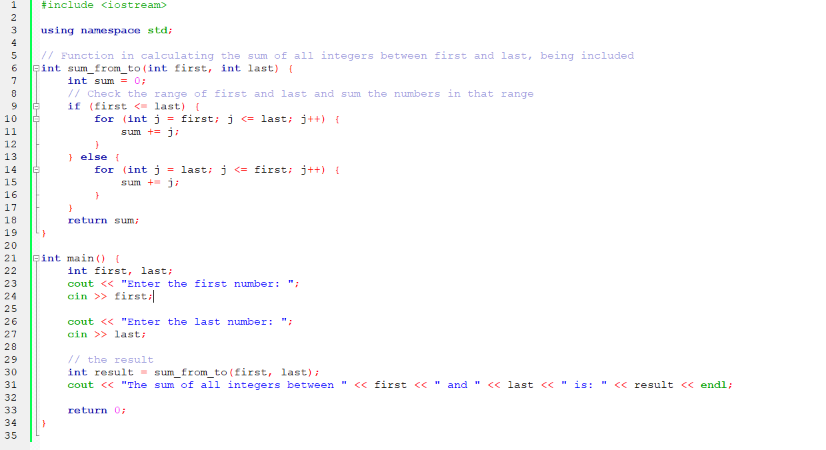 1 #include <iostream>
2
3 using namespace std;
4
5 // Function in calculating the sum of all integers between first and last, being included
6 int sum_from_to(int first, int last) {
7 int sum = 0;
8 // Check the range of first and last and sum the numbers in that range
9 if (first <= last) {
10 for (int j = first; j <= last; j++) {
11 sum += j;
12 }
13 } else {
14 for (int j = last; j <= first; j++) {
15 sum += j;
16 }
17 }
18 return sum;
19 }
20
21 int main() {
22 int first, last;
23 cout << "Enter the first number: ";
24 cin >> first;
25
26 cout << "Enter the last number: ";
27 cin >> last;
28
29 // the result
30 int result = sum_from_to(first, last);
31 cout << "The sum of all integers between " << first << " and " << last << " is: " << result << endl;
32
33 return 0;
34 }
35